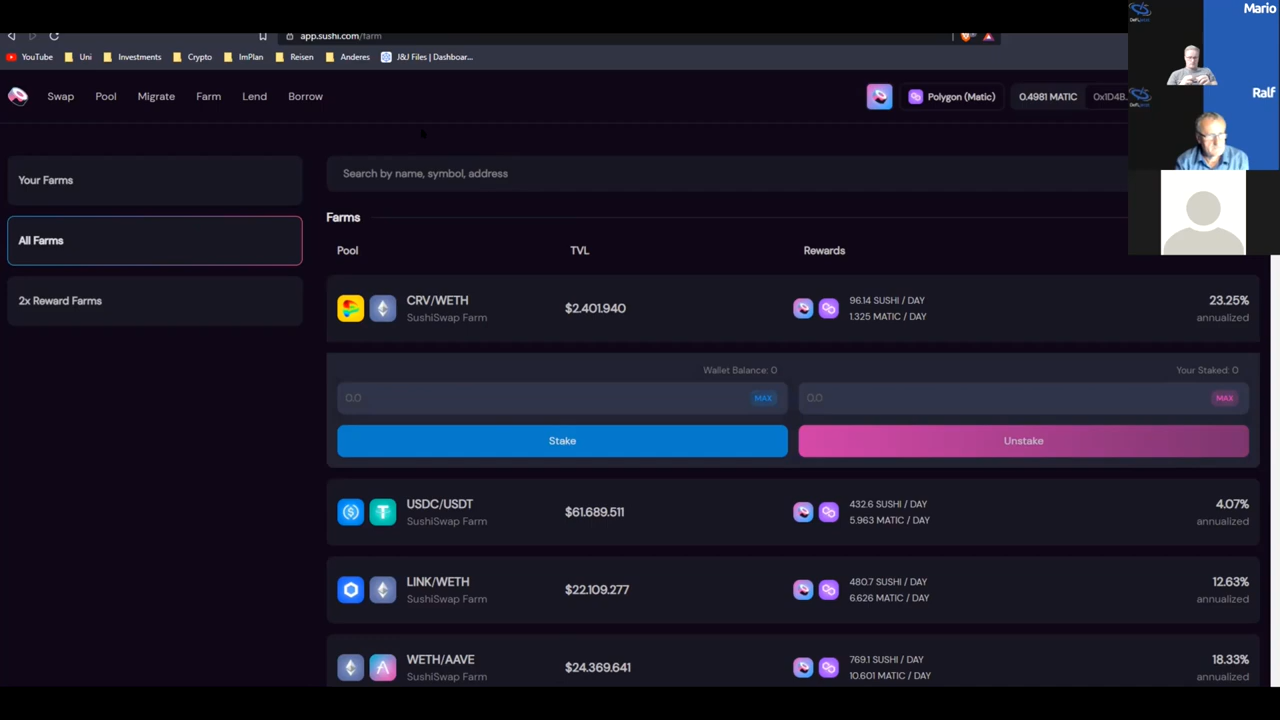 app.sushi.com/farm
YouTube Uni Investments Crypto ImPlan Reisen Anderes J&J Files | Dashboar...
Swap Pool Migrate Farm Lend Borrow Polygon (Matic) 0.4981 MATIC 0x1D4B
Mario
Ralf
Your Farms
All Farms
2x Reward Farms
Search by name, symbol, address
Farms
Pool TVL Rewards
CRV/WETH
SushiSwap Farm
$2.401.940
96.14 SUSHI / DAY
1.325 MATIC / DAY
23.25%
annualized
Wallet Balance: 0
0.0 MAX
Stake
Your Staked: 0
0.0 MAX
Unstake
USDC/USDT
SushiSwap Farm
$61.689.511
432.6 SUSHI / DAY
5.963 MATIC / DAY
4.07%
annualized
LINK/WETH
SushiSwap Farm
$22.109.277
480.7 SUSHI / DAY
6.626 MATIC / DAY
12.63%
annualized
WETH/AAVE
SushiSwap Farm
$24.369.641
769.1 SUSHI / DAY
10.601 MATIC / DAY
18.33%
annualized